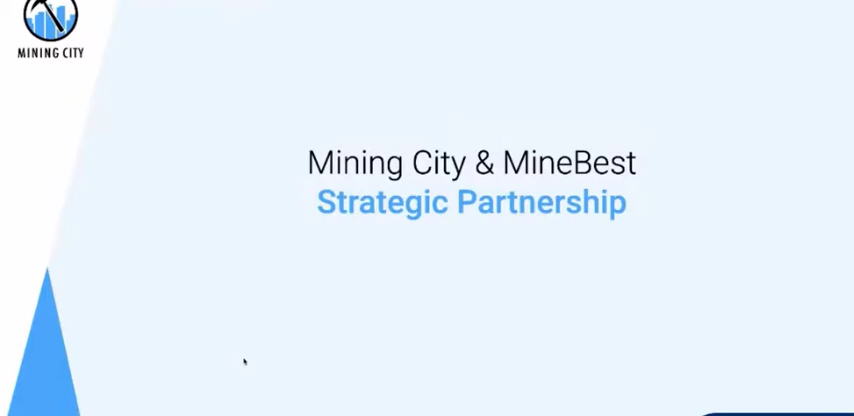 MINING CITY
Mining City & MineBest
Strategic Partnership